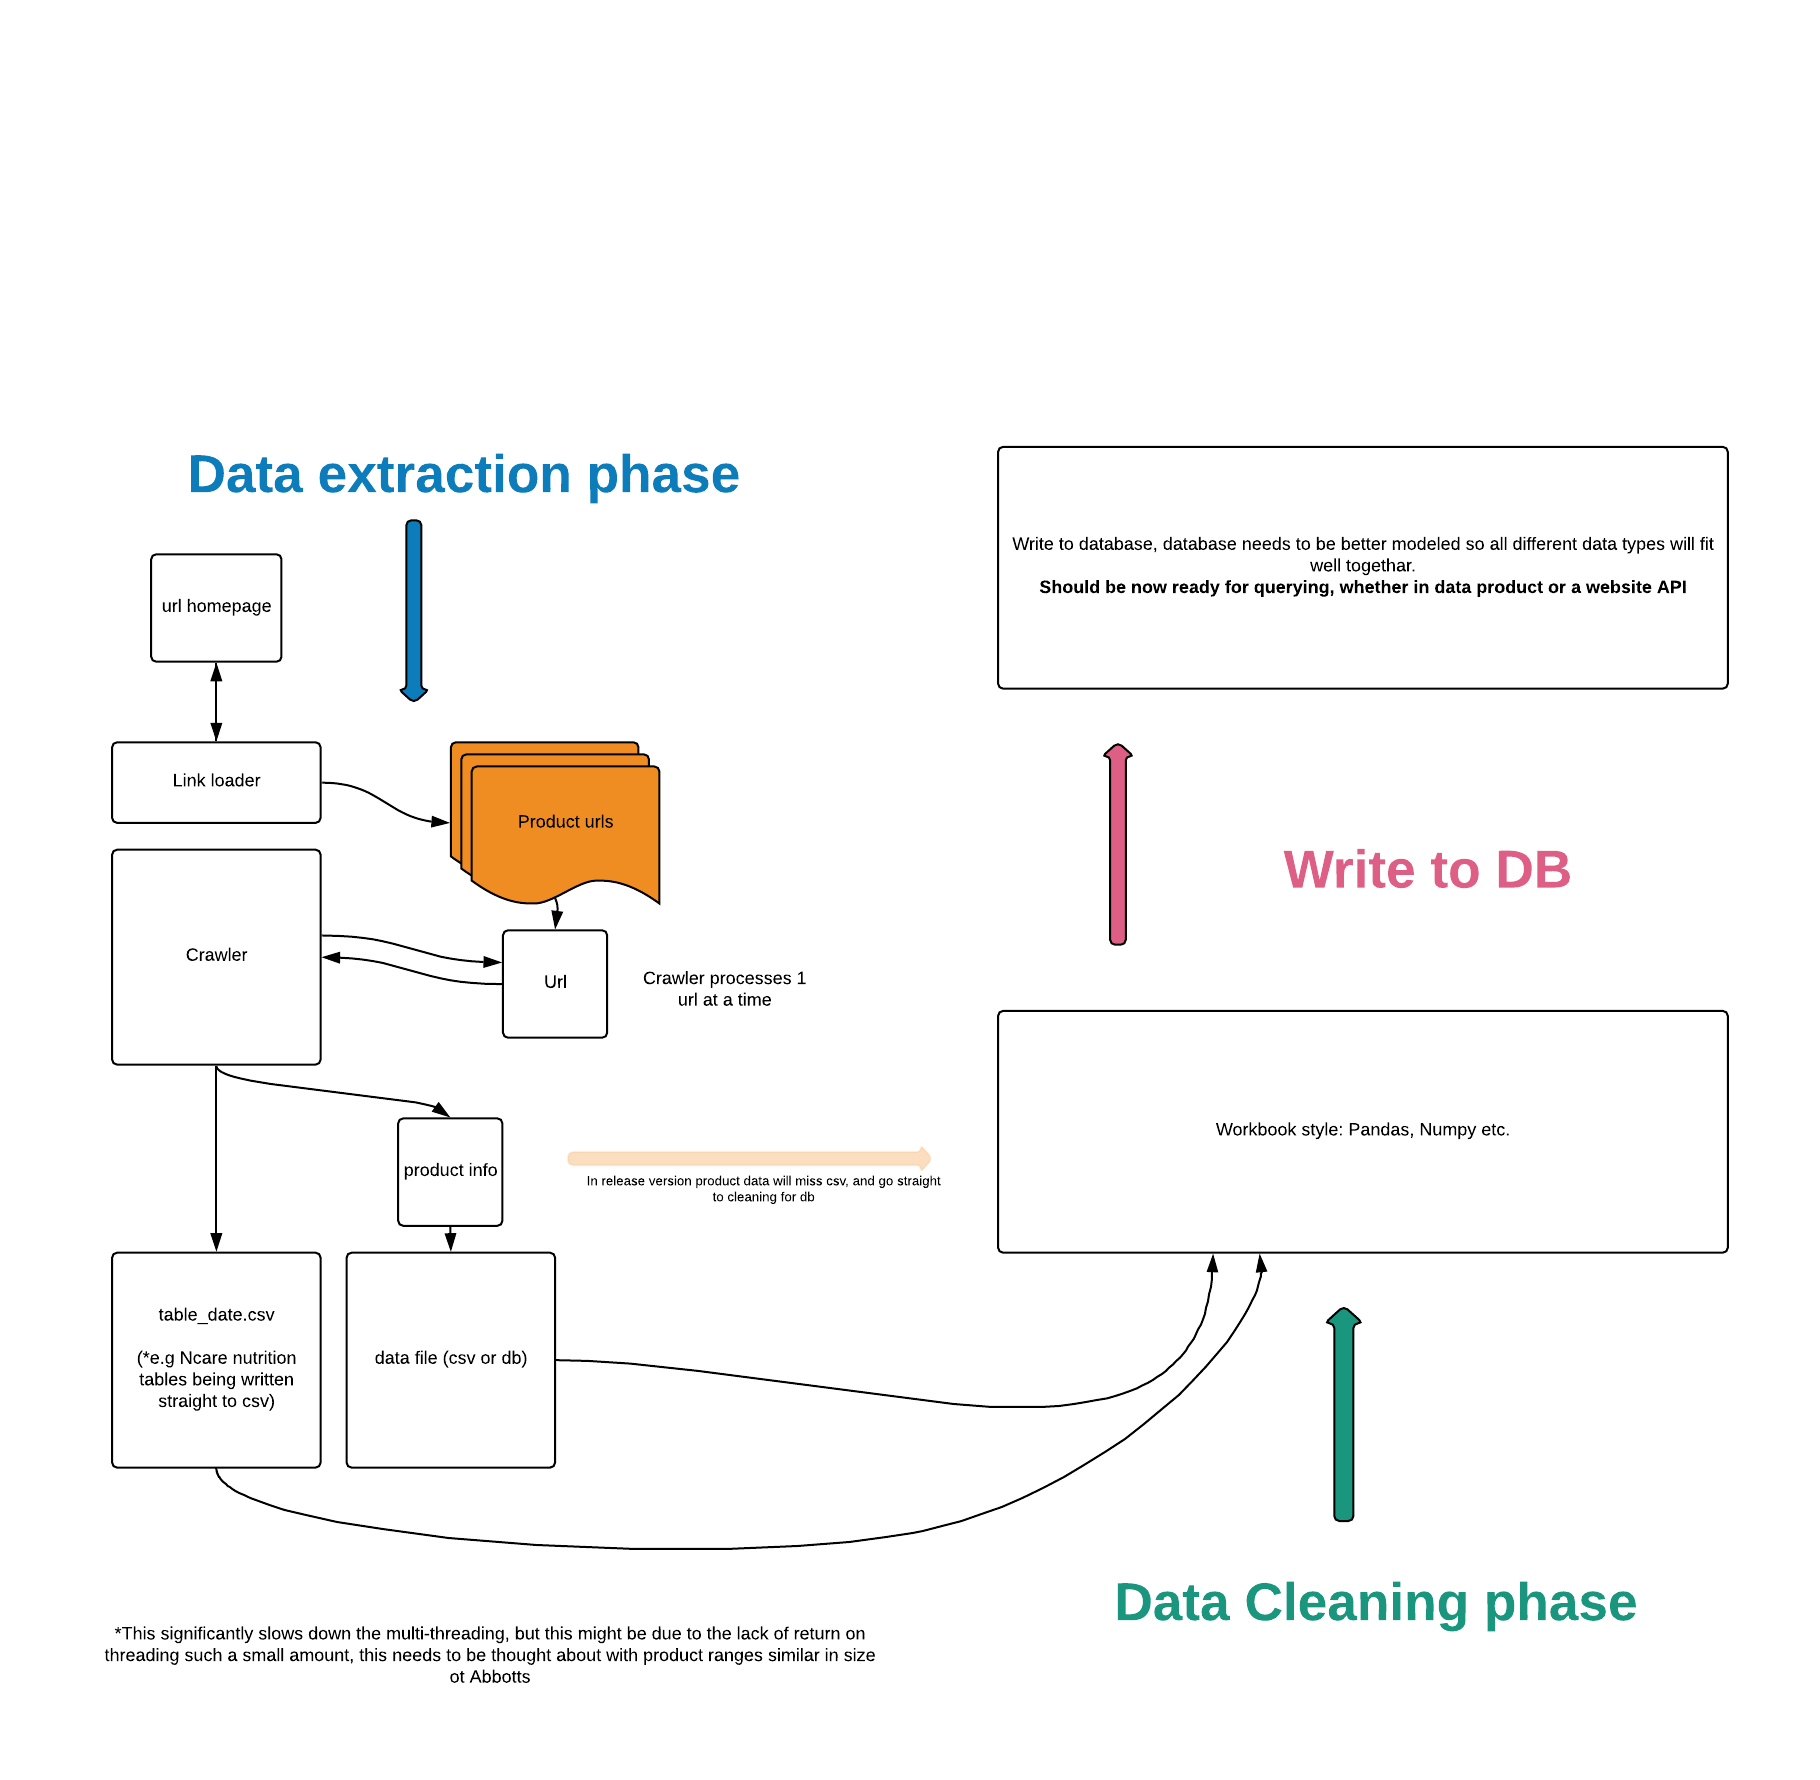 Data extraction phase
url homepage
Link loader
Product urls
Crawler
Url
Crawler processes 1
url at a time
product info
In release version product data will miss csv, and go straight
to cleaning for db
table_date.csv
(*e.g Ncare nutrition
tables being written
straight to csv)
data file (csv or db)
*This significantly slows down the multi-threading, but this might be due to the lack of return on
threading such a small amount, this needs to be thought about with product ranges similar in size
ot Abbotts
Write to database, database needs to be better modeled so all different data types will fit
well togethar.
Should be now ready for querying, whether in data product or a website API
Write to DB
Workbook style: Pandas, Numpy etc.
Data Cleaning phase